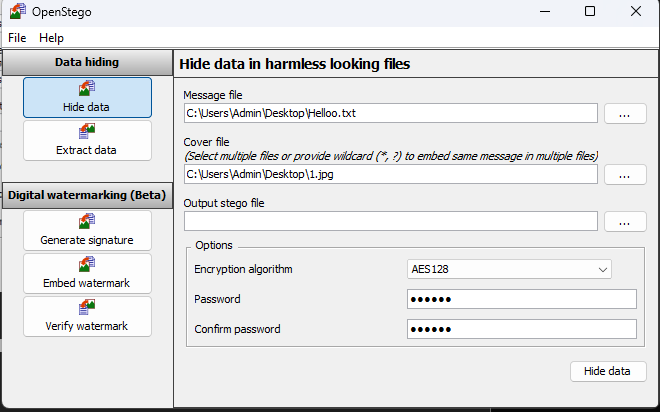 OpenStego
File Help
Data hiding
Hide data
Extract data
Digital watermarking (Beta)
Generate signature
Embed watermark
Verify watermark
Hide data in harmless looking files
Message file
C:\Users\Admin\Desktop\Helloo.txt
...
Cover file
(Select multiple files or provide wildcard (*, ?) to embed same message in multiple files)
C:\Users\Admin\Desktop\1.jpg
...
Output stego file
...
Options
Encryption algorithm
AES128
Password
●●●●●●
Confirm password
●●●●●●
Hide data